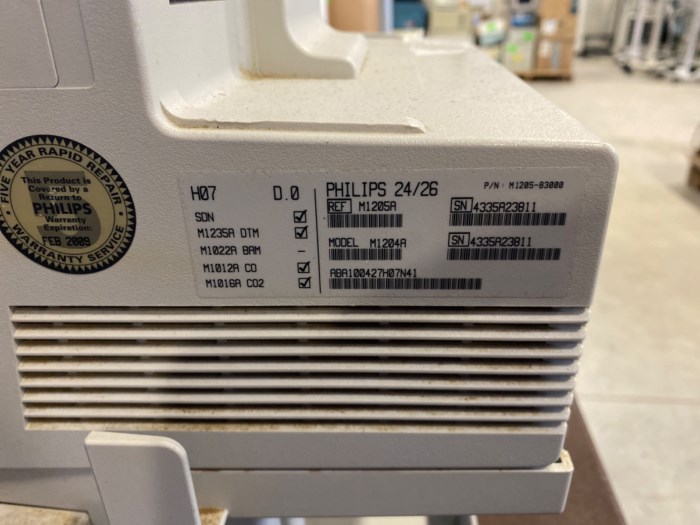 FIVE YEAR RAPID REPAIR
This Product is
Covered by a
Return to
PHILIPS
Warranty
Expiration:
FEB 2009
WARRANTY SERVICE
H07 D.0
SDN ☑
M1235A DTM ☑
M1022A BAM –
M1012A CO ☑
M1016A CO2 ☑
PHILIPS 24/26 P/N: M1205-83000
REF M1205A SN 4335A23811
MODEL M1204A SN 4335A23811
ABA100427H07N41